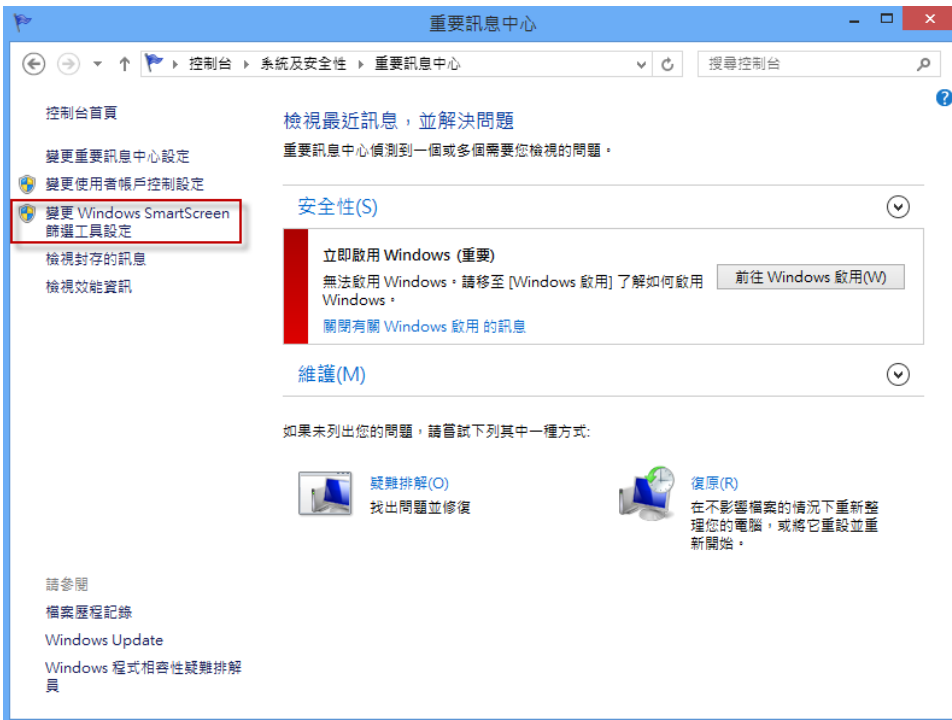 重要訊息中心
控制台 系統及安全性 重要訊息中心
搜尋控制台
控制台首頁
變更重要訊息中心設定
變更使用者帳戶控制設定
變更 Windows SmartScreen
篩選工具設定
檢視封存的訊息
檢視效能資訊
檢視最近訊息，並解決問題
重要訊息中心偵測到一個或多個需要您檢視的問題。
安全性(S)
立即啟用 Windows (重要)
無法啟用 Windows。請移至 [Windows 啟用] 了解如何啟用
Windows。
前往 Windows 啟用(W)
關閉有關 Windows 啟用 的訊息
維護(M)
如果未列出您的問題，請嘗試下列其中一種方式:
疑難排解(O)
找出問題並修復
復原(R)
在不影響檔案的情況下重新整
理您的電腦，或將它重設並重
新開始。
請參閱
檔案歷程記錄
Windows Update
Windows 程式相容性疑難排解
員